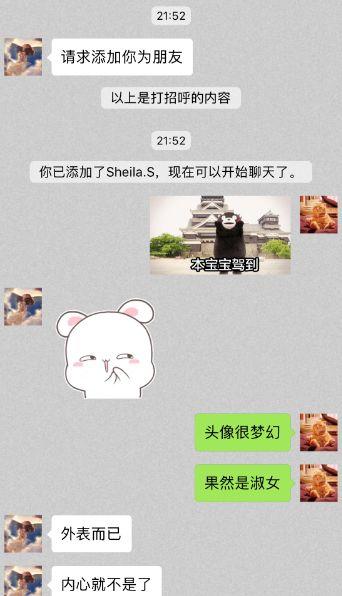 21:52
请求添加你为朋友
以上是打招呼的内容
21:52
你已添加了Sheila.S，现在可以开始聊天了。
本宝宝驾到
头像很梦幻
果然是淑女
外表而已
内心就不是了